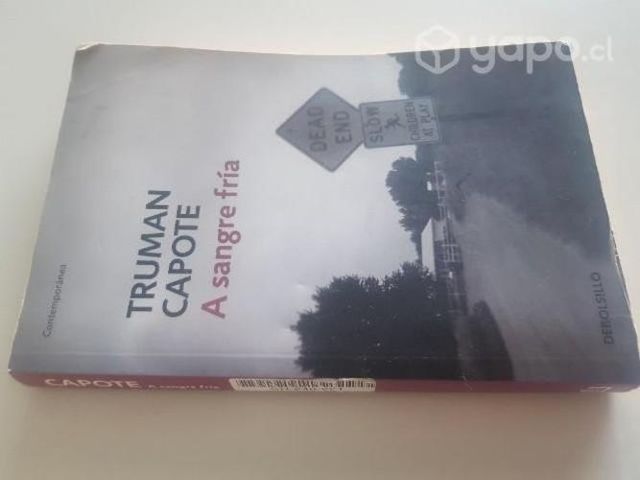 yapo.cl
Contemporánea
TRUMAN
CAPOTE
A sangre fría
DEAD
END
SLOW
CHILDREN
AT PLAY
DEBOLSILLO
CAPOTE A sangre fría